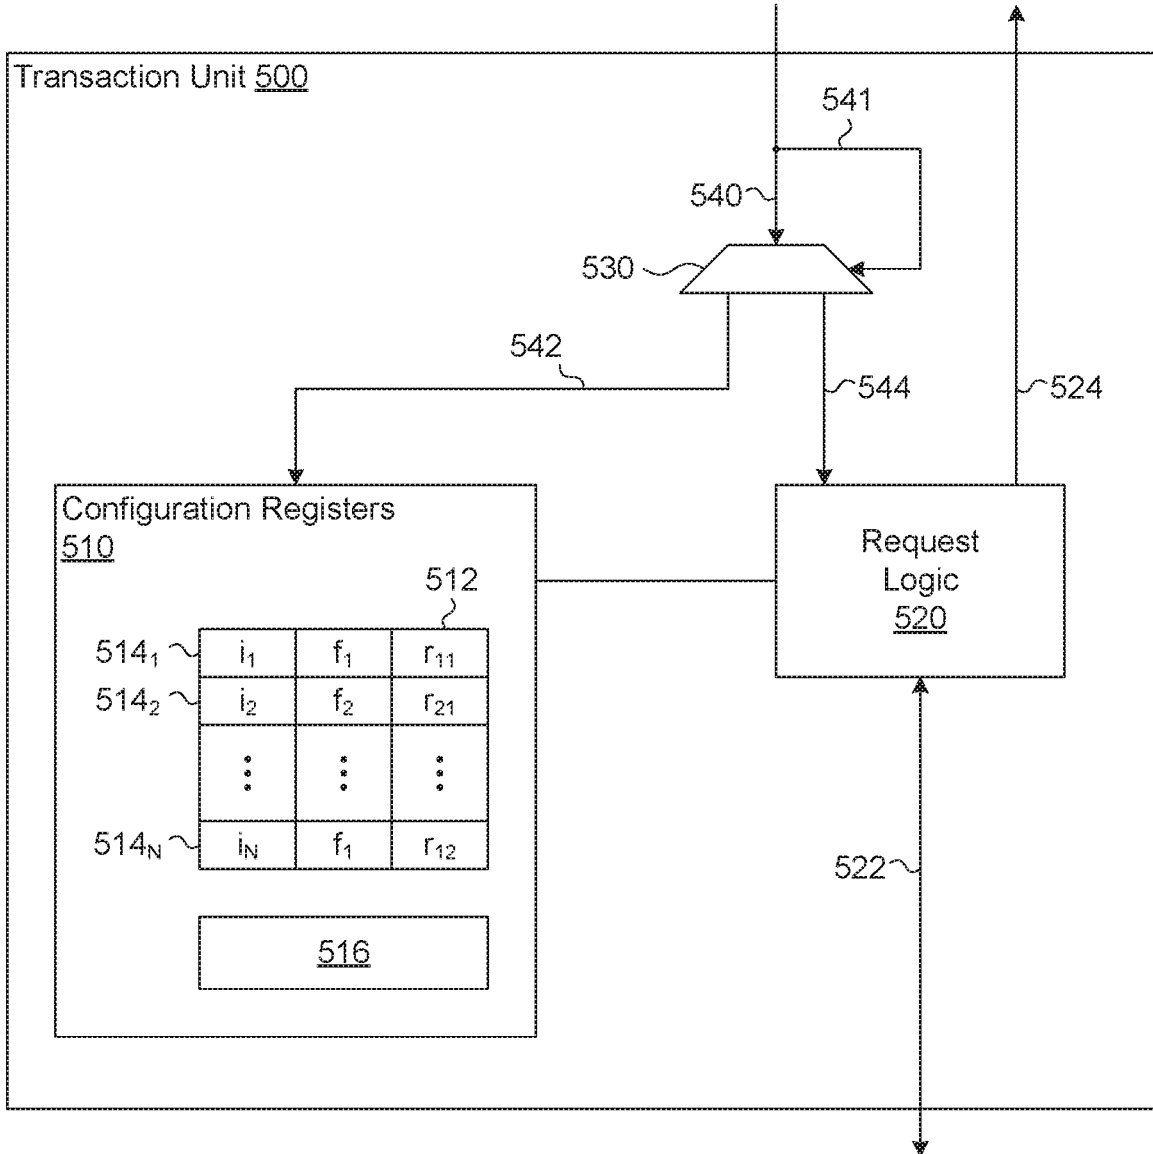 Transaction Unit 500
541
540
530
542
544
524
Configuration Registers
510
512
Request
Logic
520
514₁ i₁ f₁ r₁₁
514₂ i₂ f₂ r₂₁
⋮ ⋮ ⋮
514N iN f₁ r₁₂
522
516